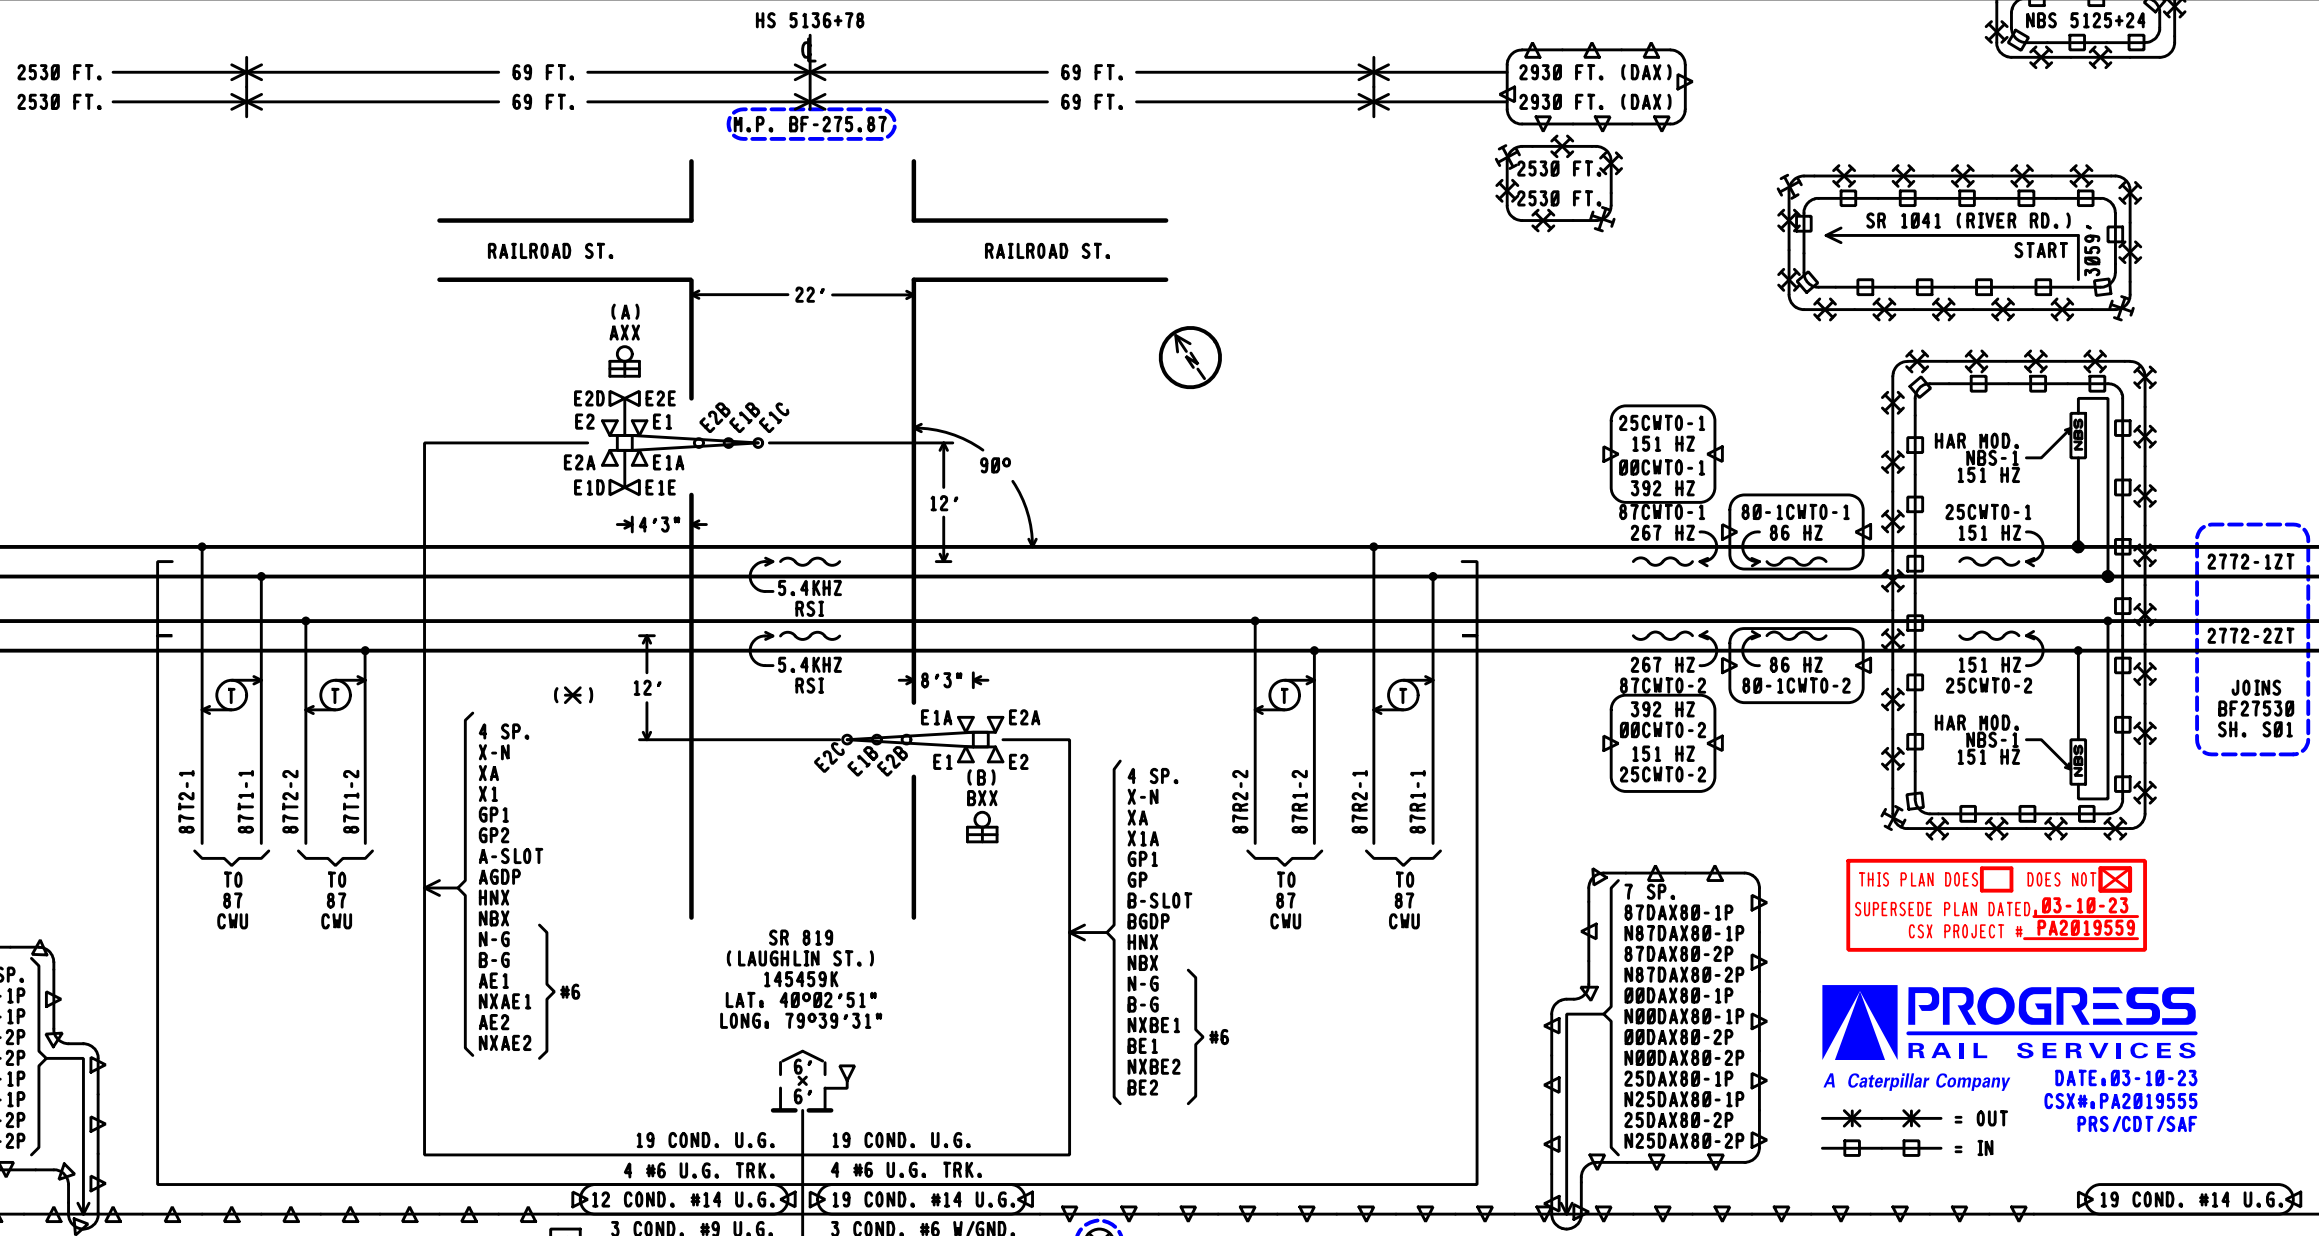 HS 5136+78
NBS 5125+24
2530 FT.
69 FT.
69 FT.
2930 FT. (DAX)
2530 FT.
69 FT.
69 FT.
2930 FT. (DAX)
M.P. BF-275.87
2530 FT.
2530 FT.
SR 1041 (RIVER RD.)
START
3059'
RAILROAD ST.
RAILROAD ST.
22'
(A)
AXX
E2D
E2E
E2
E1
E2B
E1B
E1C
E2A
E1A
E1D
E1E
N
90º
12'
4'3"
25CWTO-1
151 HZ
00CWTO-1
392 HZ
87CWTO-1
267 HZ
80-1CWTO-1
86 HZ
HAR MOD.
NBS-1
151 HZ
NBS
25CWTO-1
151 HZ
2772-1ZT
5.4KHZ
RSI
5.4KHZ
RSI
2772-2ZT
267 HZ
87CWTO-2
392 HZ
00CWTO-2
151 HZ
25CWTO-2
86 HZ
80-1CWTO-2
151 HZ
25CWTO-2
HAR MOD.
NBS-1
151 HZ
NBS
JOINS
BF27530
SH. S01
T
T
T
T
12'
8'3"
E1A
E2A
E2C
E1B
E2B
E1
E2
(B)
BXX
87T2-1
87T1-1
87T2-2
87T1-2
TO
87
CWU
TO
87
CWU
4 SP.
X-N
XA
X1
GP1
GP2
A-SLOT
AGDP
HNX
NBX
N-G
B-G
AE1
NXAE1
AE2
NXAE2
#6
4 SP.
X-N
XA
X1A
GP1
GP
B-SLOT
BGDP
HNX
NBX
N-G
B-G
NXBE1
BE1
NXBE2
BE2
#6
87R2-2
87R1-2
87R2-1
87R1-1
TO
87
CWU
TO
87
CWU
SR 819
(LAUGHLIN ST.)
145459K
LAT. 40º02'51"
LONG. 79º39'31"
6'
X
6'
SP.
-1P
-1P
-2P
-2P
-1P
-1P
-2P
-2P
7 SP.
87DAX80-1P
N87DAX80-1P
87DAX80-2P
N87DAX80-2P
00DAX80-1P
N00DAX80-1P
00DAX80-2P
N00DAX80-2P
25DAX80-1P
N25DAX80-1P
25DAX80-2P
N25DAX80-2P
THIS PLAN DOES DOES NOT
SUPERSEDE PLAN DATED. 03-10-23
CSX PROJECT # PA2019559
PROGRESS
RAIL SERVICES
A Caterpillar Company
DATE.03-10-23
CSX#.PA2019555
PRS/CDT/SAF
= OUT
= IN
19 COND. U.G.
19 COND. U.G.
4 #6 U.G. TRK.
4 #6 U.G. TRK.
12 COND. #14 U.G.
19 COND. #14 U.G.
19 COND. #14 U.G.
3 COND. #9 U.G.
3 COND. #6 W/GND.